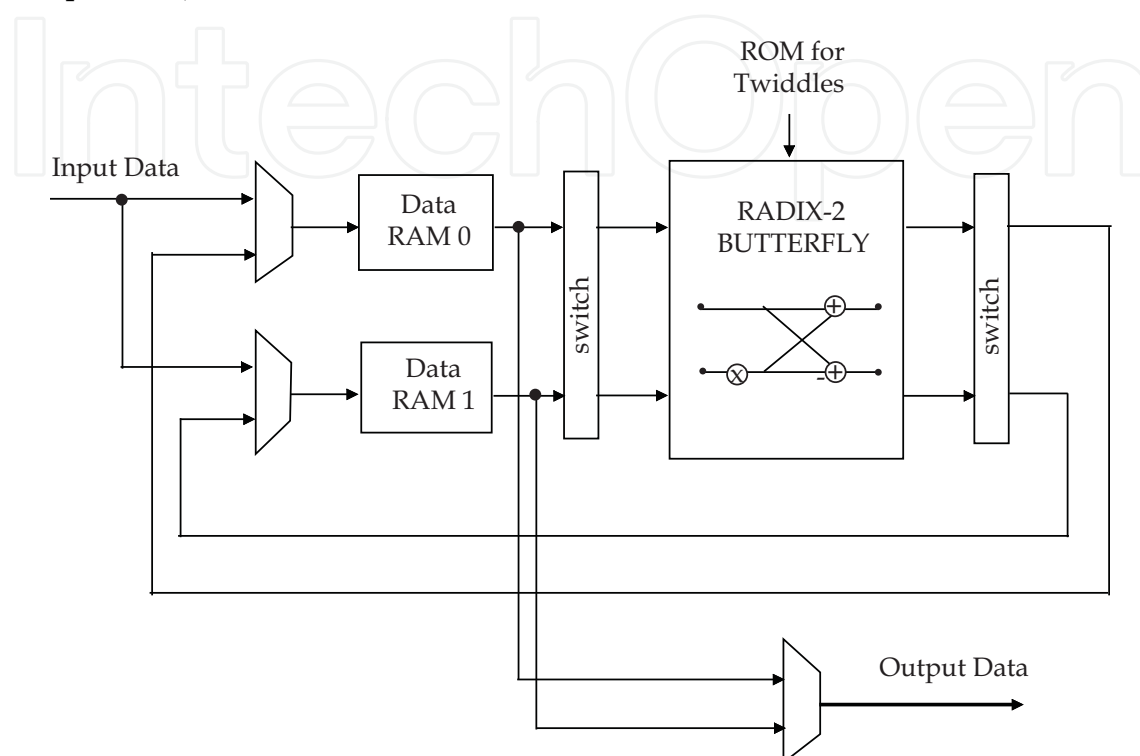 IntechOpen
ROM for
Twiddles
Input Data
Data
RAM 0
switch
RADIX-2
BUTTERFLY
x
+
-
+
switch
Data
RAM 1
Output Data